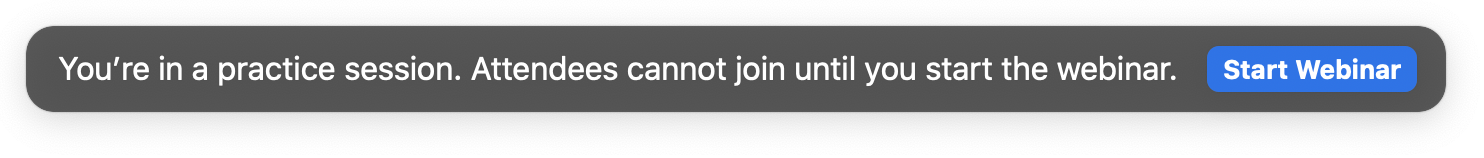 You’re in a practice session. Attendees cannot join until you start the webinar. Start Webinar